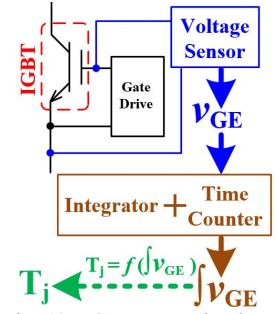 Voltage
Sensor
IGBT
Gate
Drive
vGE
Integrator + Time
Counter
Tj = f(∫vGE)
Tj
∫vGE